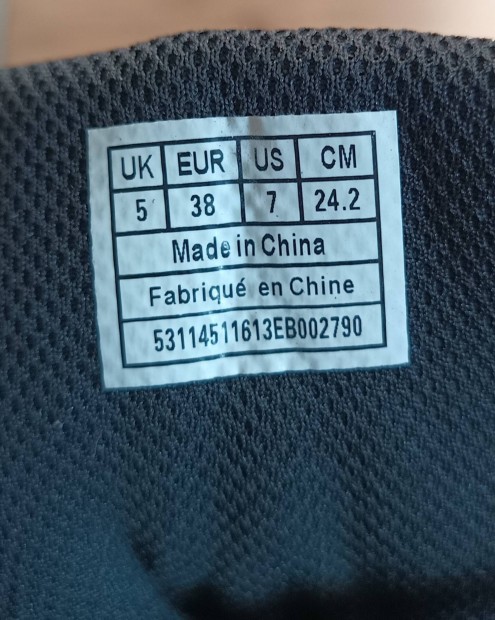 UK EUR US CM
5 38 7 24.2
Made in China
Fabriqué en Chine
53114511613EB002790